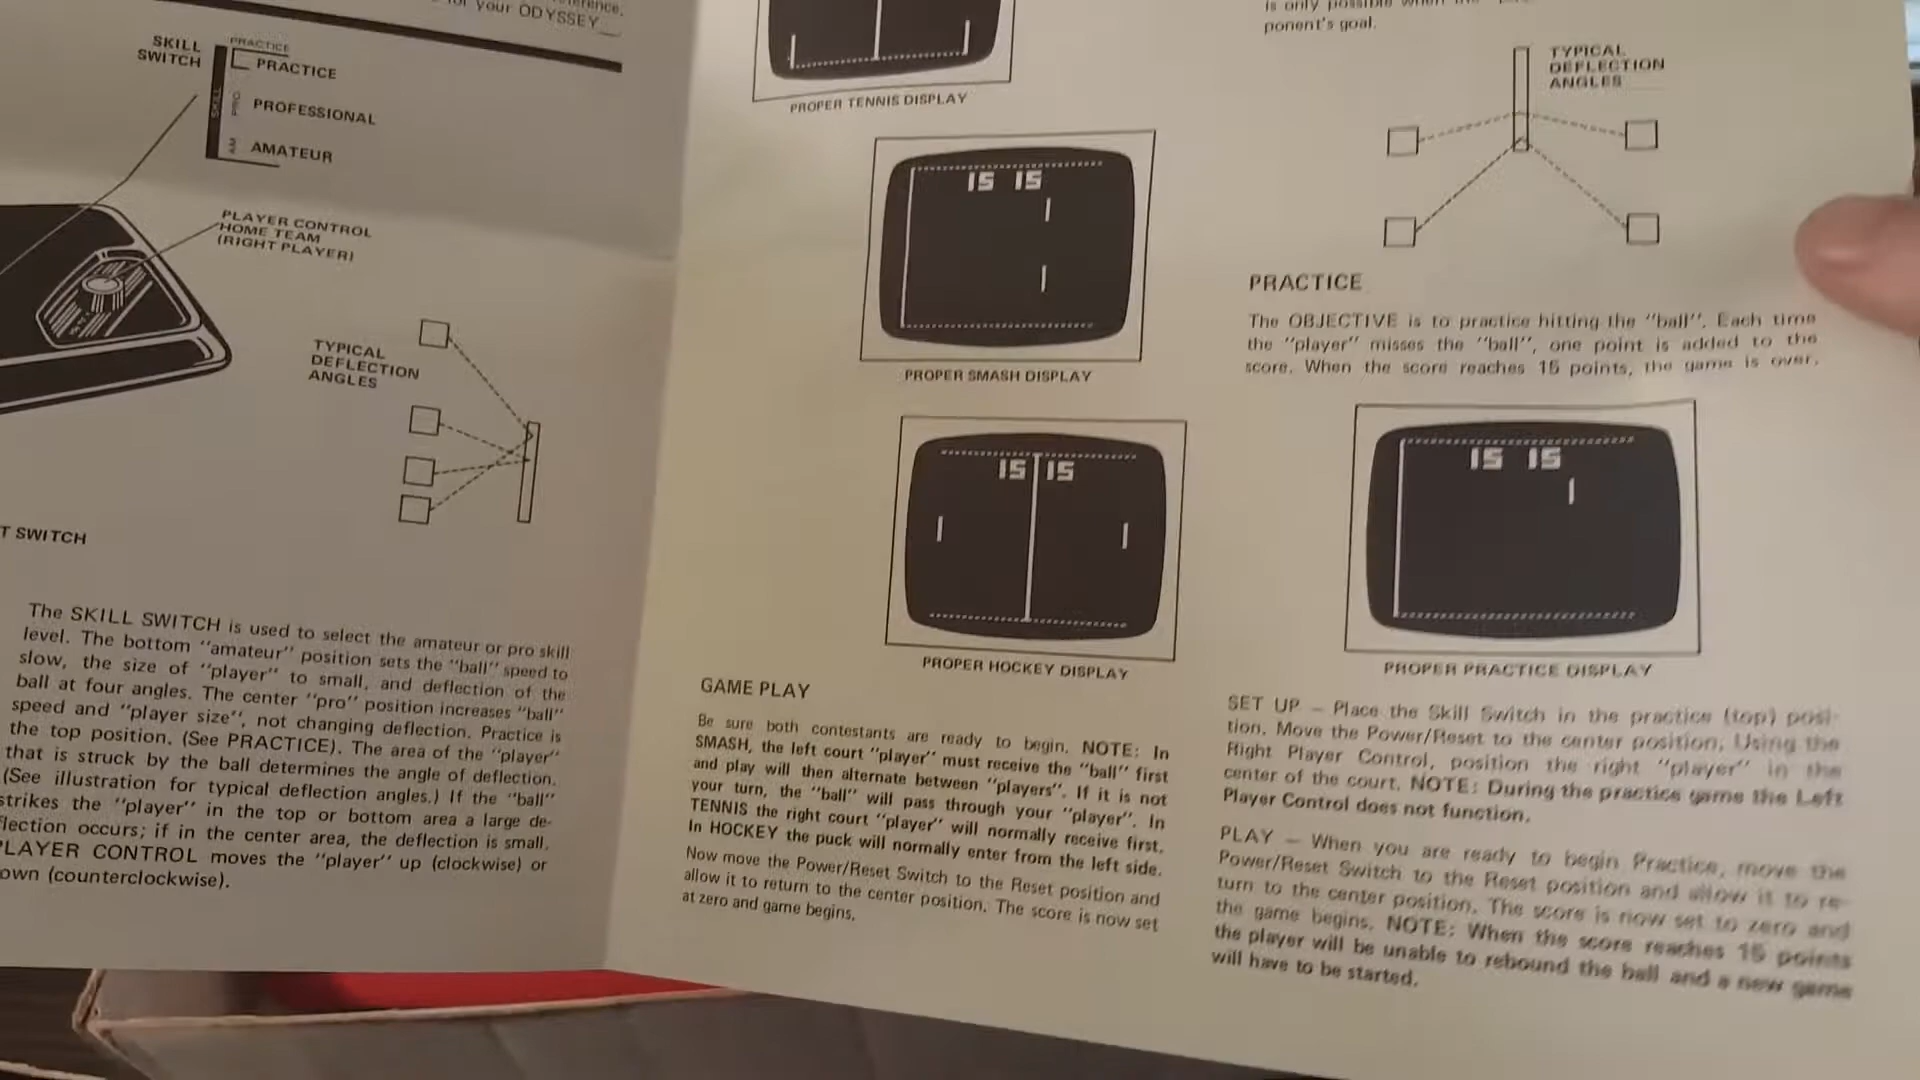 for your ODYSSEY
SKILL
SWITCH
PRACTICE
PRACTICE
SKILL
PRO
PROFESSIONAL
AM
AMATEUR
PLAYER CONTROL
HOME TEAM
(RIGHT PLAYER)
TYPICAL
DEFLECTION
ANGLES
T SWITCH
The SKILL SWITCH is used to select the amateur or pro skill
level. The bottom "amateur" position sets the "ball" speed to
slow, the size of "player" to small, and deflection of the
ball at four angles. The center "pro" position increases "ball"
speed and "player size", not changing deflection. Practice is
the top position. (See PRACTICE). The area of the "player"
that is struck by the ball determines the angle of deflection.
(See illustration for typical deflection angles.) If the "ball"
strikes the "player" in the top or bottom area a large de-
flection occurs; if in the center area, the deflection is small.
PLAYER CONTROL moves the "player" up (clockwise) or
own (counterclockwise).
PROPER TENNIS DISPLAY
15 15
PROPER SMASH DISPLAY
15 15
PROPER HOCKEY DISPLAY
GAME PLAY
Be sure both contestants are ready to begin. NOTE: In
SMASH, the left court "player" must receive the "ball" first
and play will then alternate between "players". If it is not
your turn, the "ball" will pass through your "player". In
TENNIS the right court "player" will normally receive first.
In HOCKEY the puck will normally enter from the left side.
Now move the Power/Reset Switch to the Reset position and
allow it to return to the center position. The score is now set
at zero and game begins.
is only possible when the
ponent's goal.
TYPICAL
DEFLECTION
ANGLES
PRACTICE
The OBJECTIVE is to practice hitting the "ball". Each time
the "player" misses the "ball", one point is added to the
score. When the score reaches 15 points, the game is over.
15 15
PROPER PRACTICE DISPLAY
SET UP – Place the Skill Switch in the practice (top) posi-
tion. Move the Power/Reset to the center position. Using the
Right Player Control, position the right "player" in the
center of the court. NOTE: During the practice game the Left
Player Control does not function.
PLAY – When you are ready to begin Practice, move the
Power/Reset Switch to the Reset position and allow it to re-
turn to the center position. The score is now set to zero and
the game begins. NOTE: When the score reaches 15 points
the player will be unable to rebound the ball and a new game
will have to be started.